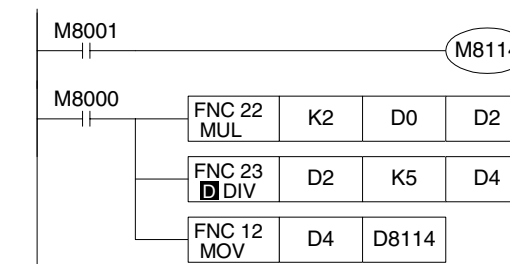 M8001
M8114
M8000
FNC 22 MUL K2 D0 D2
FNC 23 D DIV D2 K5 D4
FNC 12 MOV D4 D8114